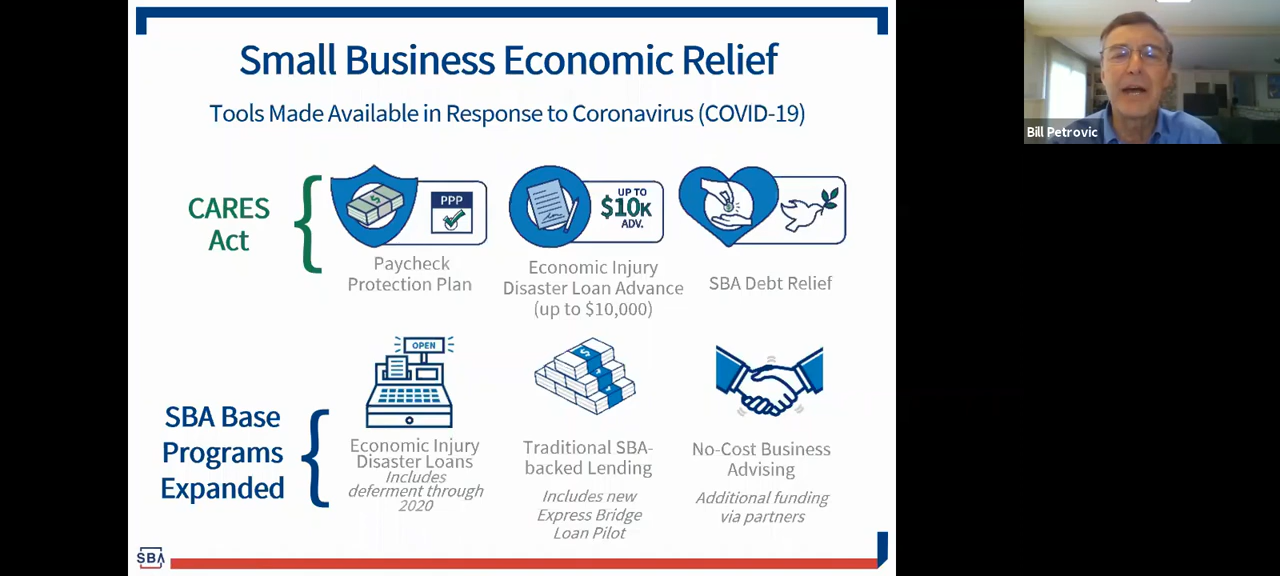 Small Business Economic Relief
Tools Made Available in Response to Coronavirus (COVID-19)
CARES
Act
PPP
UP TO
$10K
ADV.
Paycheck
Protection Plan
Economic Injury
Disaster Loan Advance
(up to $10,000)
SBA Debt Relief
SBA Base
Programs
Expanded
OPEN
Economic Injury
Disaster Loans
Includes
deferment through
2020
Traditional SBA-
backed Lending
Includes new
Express Bridge
Loan Pilot
No-Cost Business
Advising
Additional funding
via partners
SBA
Bill Petrovic